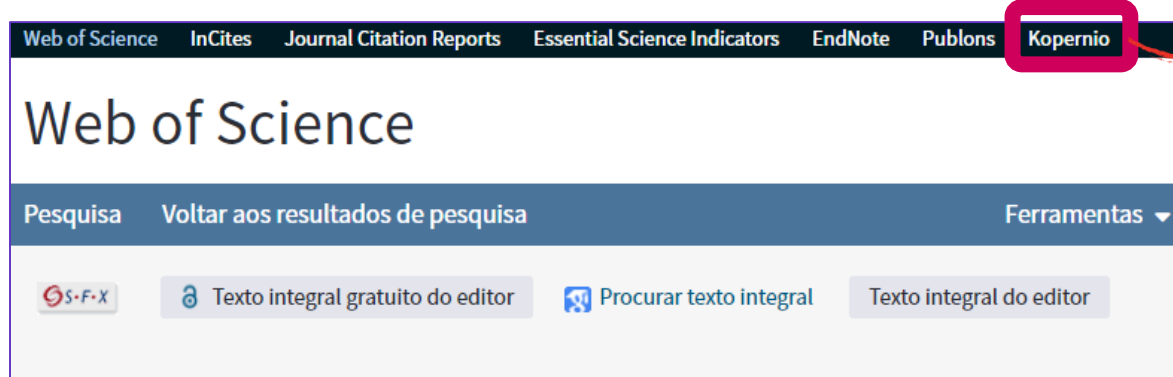 Web of Science InCites Journal Citation Reports Essential Science Indicators EndNote Publons Kopernio
Web of Science
Pesquisa Voltar aos resultados de pesquisa Ferramentas
S·F·X Texto integral gratuito do editor Procurar texto integral Texto integral do editor